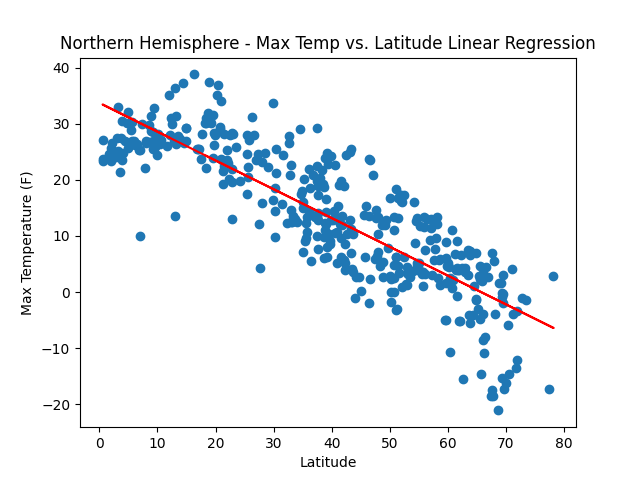 Northern Hemisphere - Max Temp vs. Latitude Linear Regression
Max Temperature (F)
40
30
20
10
0
−10
−20
0 10 20 30 40 50 60 70 80
Latitude